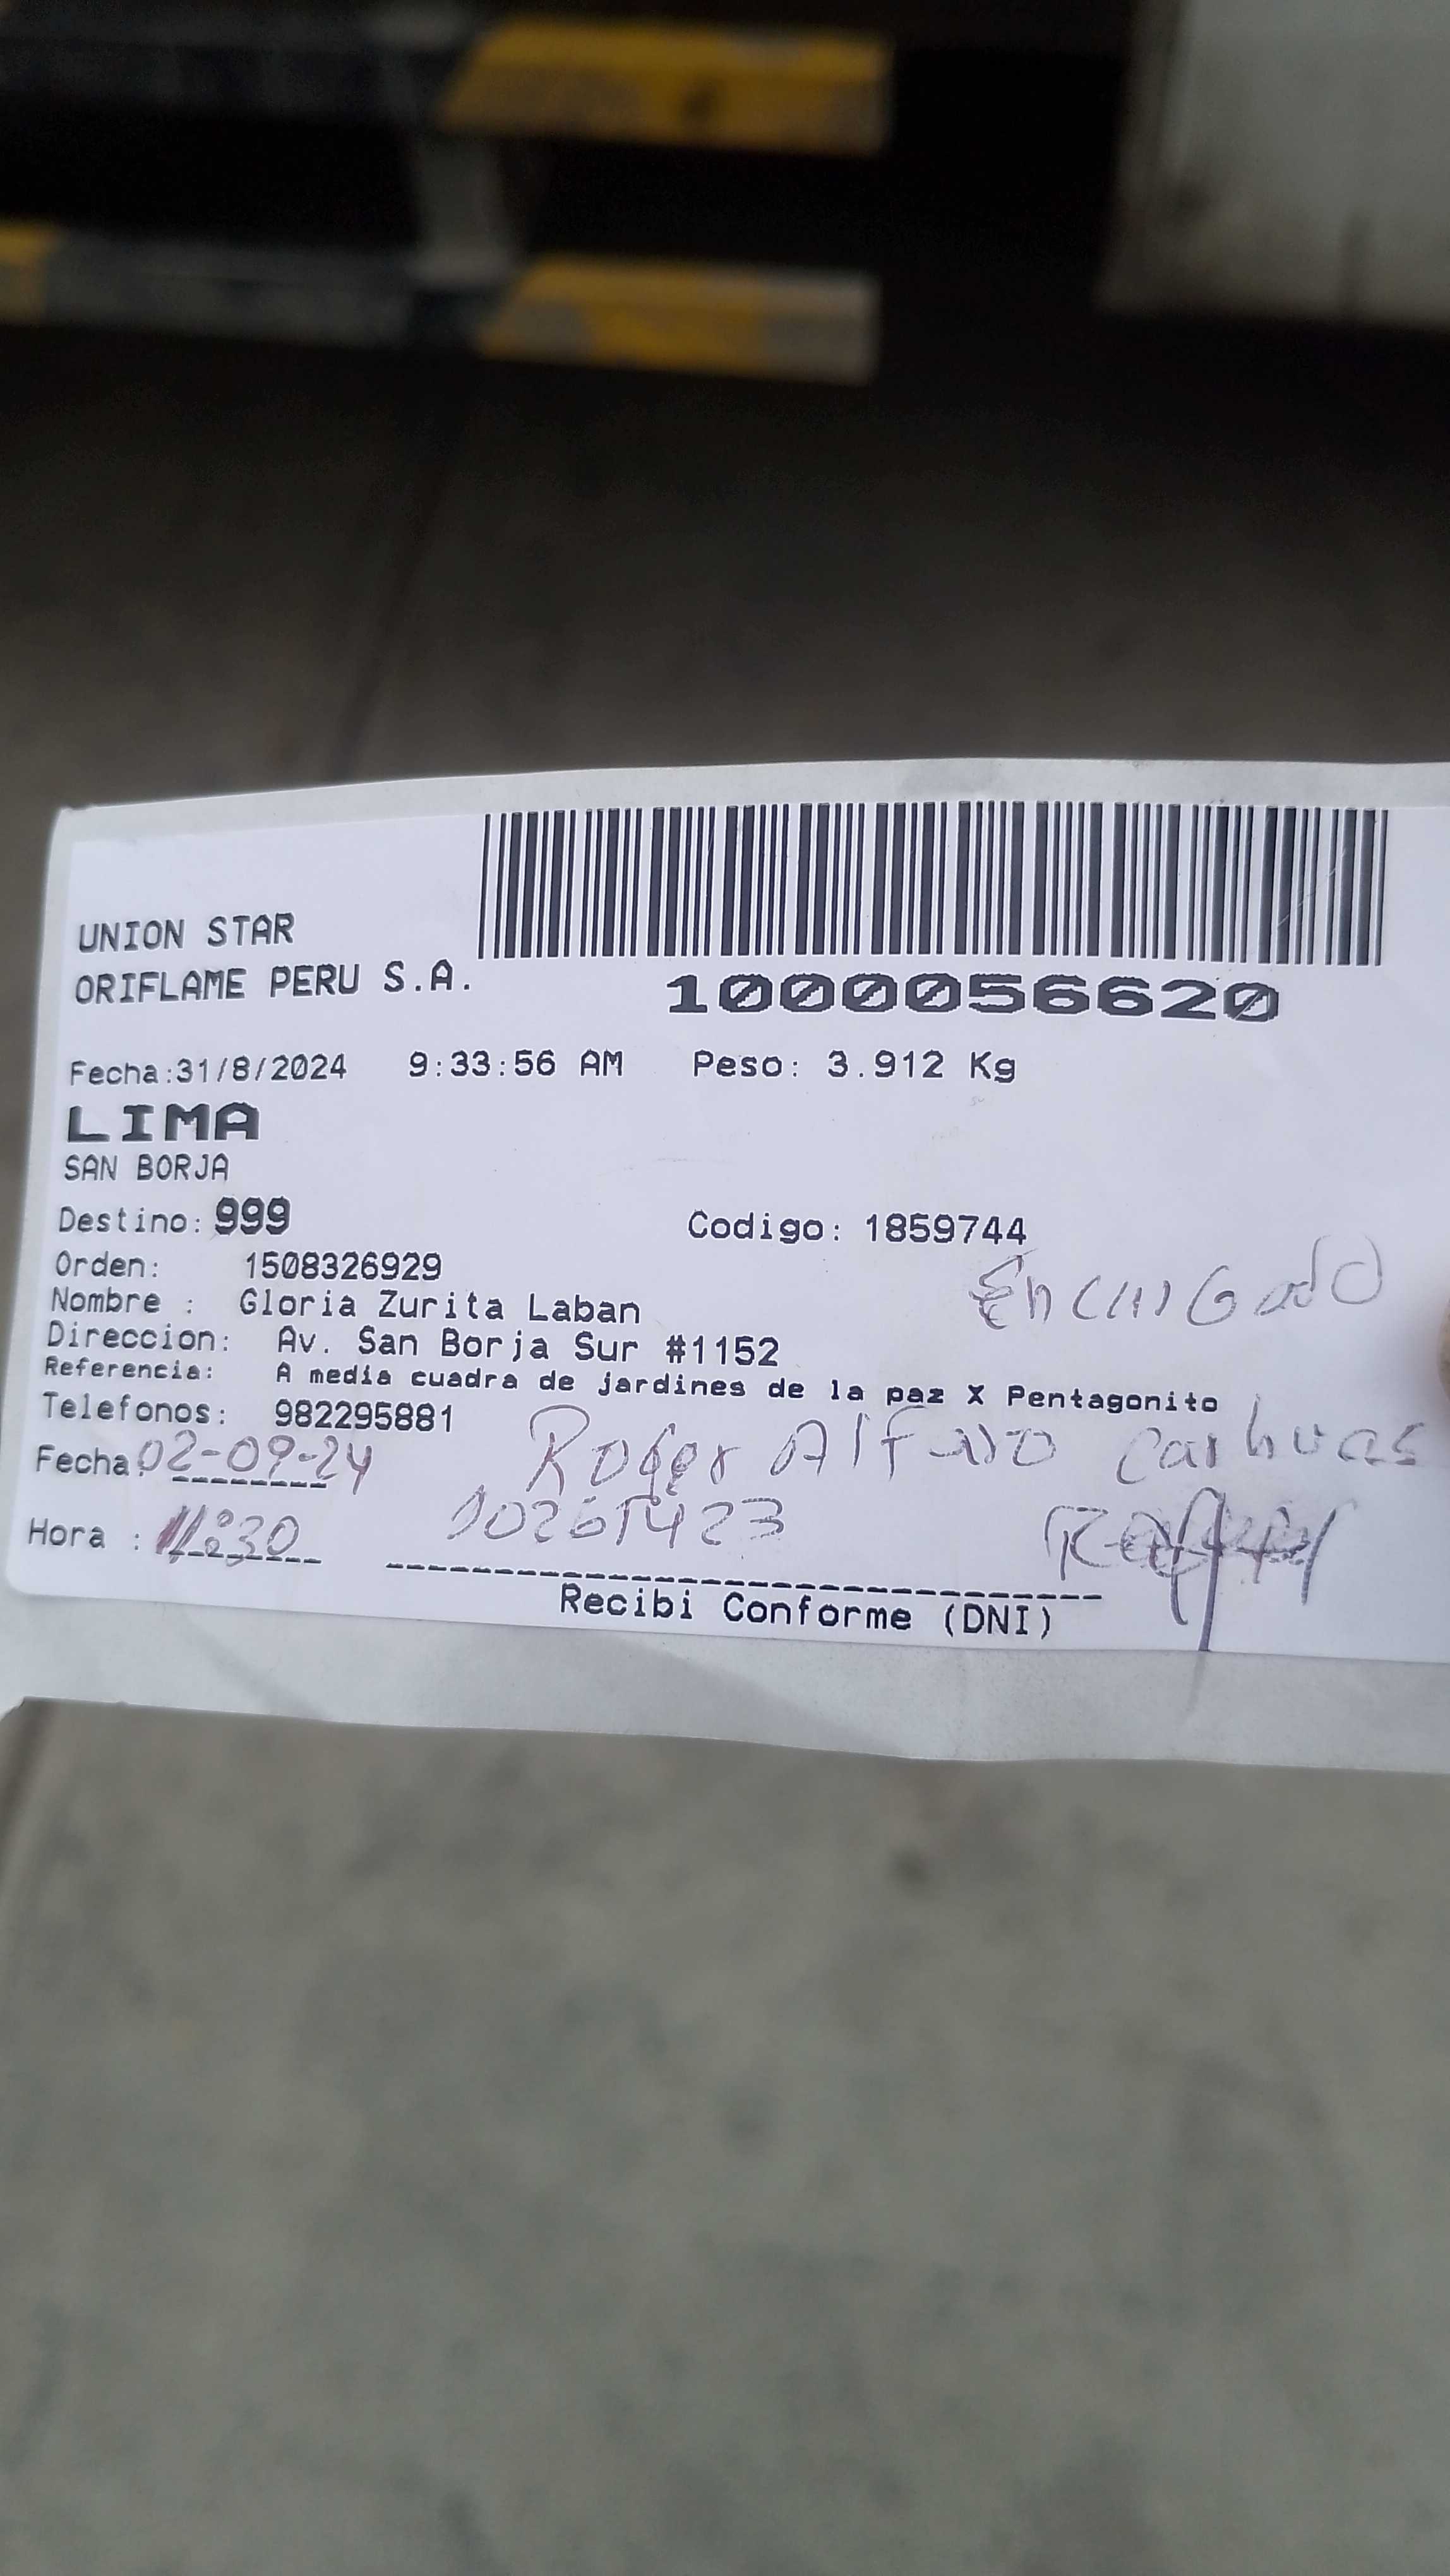 UNION STAR
ORIFLAME PERU S.A.
1000056620
Fecha:31/8/2024 9:33:56 AM Peso: 3.912 Kg
LIMA
SAN BORJA
Destino: 999 Codigo: 1859744
Orden: 1508326929
Encargado
Nombre : Gloria Zurita Laban
Direccion: Av. San Borja Sur #1152
Referencia: A media cuadra de jardines de la paz X Pentagonito
Telefonos: 982295881
Roger Alfaro Carhuas
Fecha: 02-09-24
Hora : 11:30
Recibi Conforme (DNI)